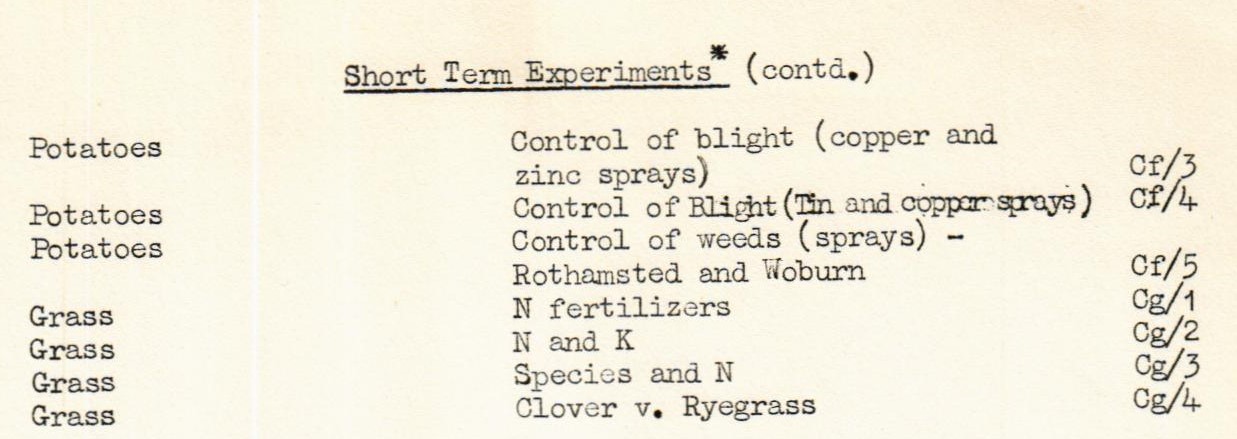 Short Term Experiments* (contd.)
Potatoes Control of blight (copper and
zinc sprays) Cf/3
Potatoes Control of Blight (Tin and copper sprays) Cf/4
Potatoes Control of weeds (sprays) -
Rothamsted and Woburn Cf/5
Grass N fertilizers Cg/1
Grass N and K Cg/2
Grass Species and N Cg/3
Grass Clover v. Ryegrass Cg/4